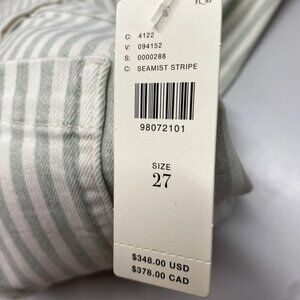 C: 4122
V: 094152
S: 0000288
C: SEAMIST STRIPE
98072101
SIZE
27
$348.00 USD
$378.00 CAD